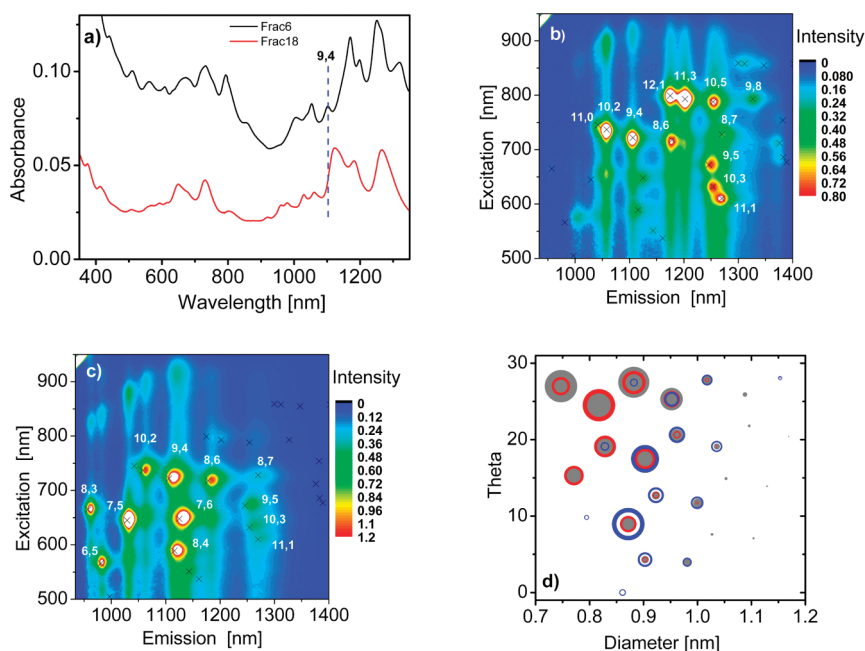 a)
Frac6
Frac18
9,4
0.10
0.05
0.00
Absorbance
400 600 800 1000 1200
Wavelength [nm]
b)
900
800
700
600
500
Excitation [nm]
12,1 11,3 10,5 9,8
11,0 10,2 9,4 8,6 8,7
9,5
10,3
11,1
1000 1100 1200 1300 1400
Emission [nm]
Intensity
0
0.080
0.16
0.24
0.32
0.40
0.48
0.56
0.64
0.72
0.80
c)
900
800
700
600
500
Excitation [nm]
10,2 9,4 8,6 8,7
8,3 7,5 7,6 9,5
10,3
6,5 8,4 11,1
1000 1100 1200 1300 1400
Emission [nm]
Intensity
0
0.12
0.24
0.36
0.48
0.60
0.72
0.84
0.96
1.1
1.2
30
20
10
0
Theta
d)
0.7 0.8 0.9 1.0 1.1 1.2
Diameter [nm]